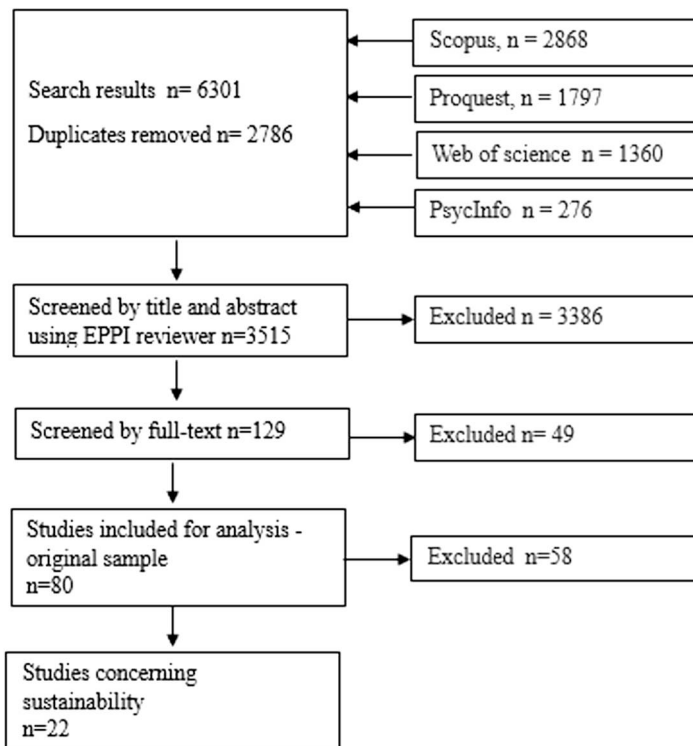 Search results n= 6301
Duplicates removed n= 2786
Scopus, n = 2868
Proquest, n = 1797
Web of science n = 1360
PsycInfo n = 276
Screened by title and abstract
using EPPI reviewer n=3515
Excluded n = 3386
Screened by full-text n=129
Excluded n= 49
Studies included for analysis -
original sample
n=80
Excluded n=58
Studies concerning
sustainability
n=22